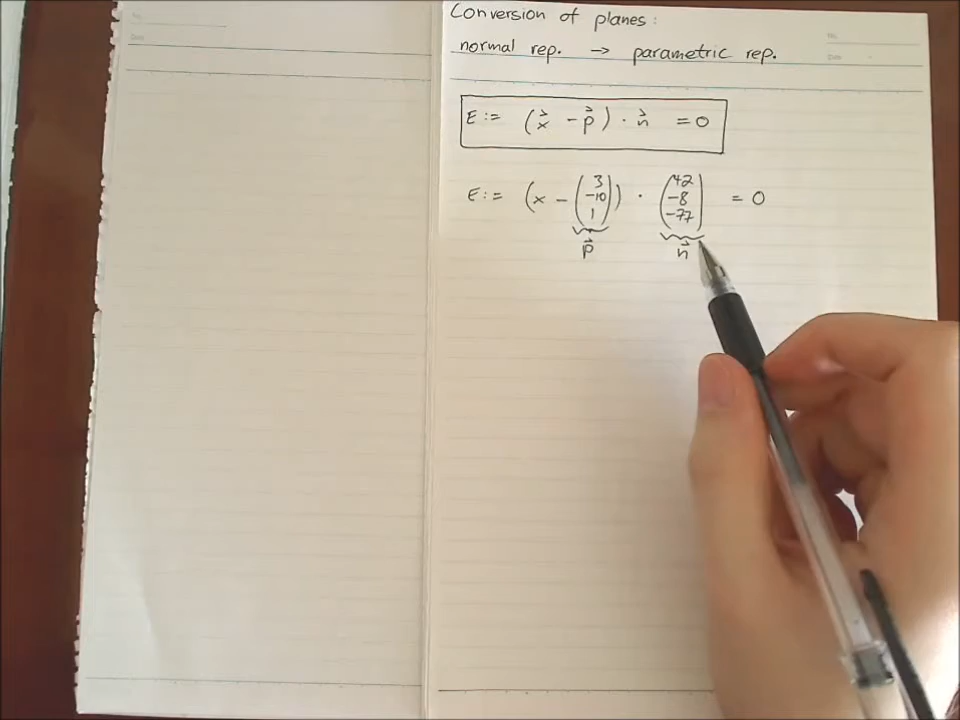 Conversion of planes:
normal rep. → parametric rep.
E := (x⃗ - p⃗) · n⃗ = 0
E := (x - (3 -10 1)) · (42 -8 -77) = 0
p⃗ n⃗